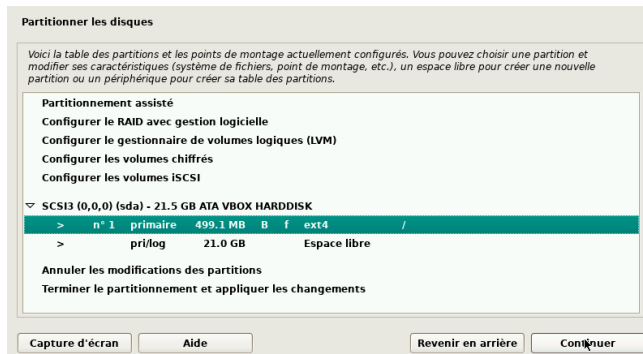 Partitionner les disques
Voici la table des partitions et les points de montage actuellement configurés. Vous pouvez choisir une partition et
modifier ses caractéristiques (système de fichiers, point de montage, etc.), un espace libre pour créer une nouvelle
partition ou un périphérique pour créer sa table des partitions.
Partitionnement assisté
Configurer le RAID avec gestion logicielle
Configurer le gestionnaire de volumes logiques (LVM)
Configurer les volumes chiffrés
Configurer les volumes iSCSI
SCSI3 (0,0,0) (sda) - 21.5 GB ATA VBOX HARDDISK
> n° 1 primaire 499.1 MB B f ext4 /
> pri/log 21.0 GB Espace libre
Annuler les modifications des partitions
Terminer le partitionnement et appliquer les changements
Capture d'écran Aide Revenir en arrière Continuer